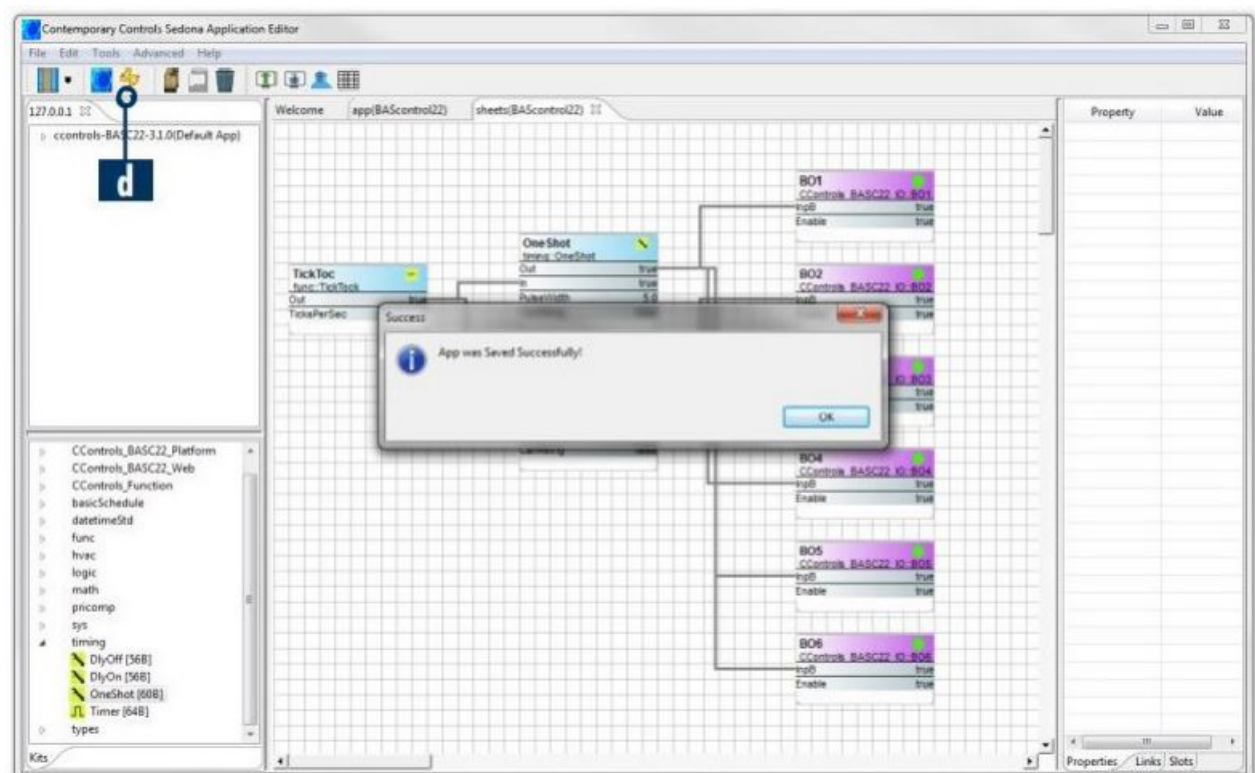 Contemporary Controls Sedona Application Editor
File Edit Tools Advanced Help
127.0.0.1
ccontrols-BASC22-3.1.0(Default App)
d
Welcome app(BAScontrol22) sheets(BAScontrol22)
Property Value
TickToc
func::TickTock
Out true
TicksPerSec
OneShot
timing::OneShot
Out true
In true
PulseWidth 5.0
CanRetrig false
BO1
CControls_BASC22_IO::BO1
InpB true
Enable true
BO2
CControls_BASC22_IO::BO2
InpB true
IO::BO3
true
true
BO4
CControls_BASC22_IO::BO4
InpB true
Enable true
BO5
CControls_BASC22_IO::BO5
InpB true
Enable true
BO6
CControls_BASC22_IO::BO6
InpB true
Enable true
Success
App was Saved Successfully!
OK
CControls_BASC22_Platform
CControls_BASC22_Web
CControls_Function
basicSchedule
datetimeStd
func
hvac
logic
math
pricomp
sys
timing
DlyOff [56B]
DlyOn [56B]
OneShot [60B]
Timer [64B]
types
Kits
Properties Links Slots